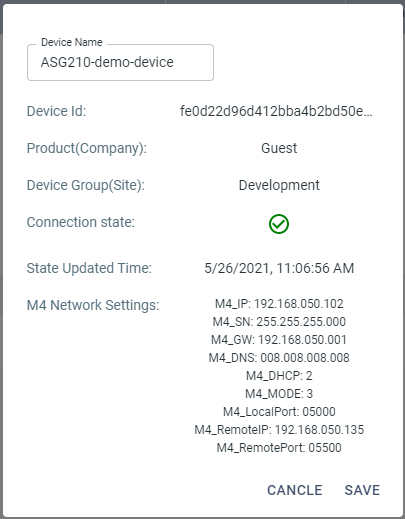 Device Name
ASG210-demo-device
Device Id: fe0d22d96d412bba4b2bd50e...
Product(Company): Guest
Device Group(Site): Development
Connection state:
State Updated Time: 5/26/2021, 11:06:56 AM
M4 Network Settings: M4_IP: 192.168.050.102
M4_SN: 255.255.255.000
M4_GW: 192.168.050.001
M4_DNS: 008.008.008.008
M4_DHCP: 2
M4_MODE: 3
M4_LocalPort: 05000
M4_RemoteIP: 192.168.050.135
M4_RemotePort: 05500
CANCLE SAVE